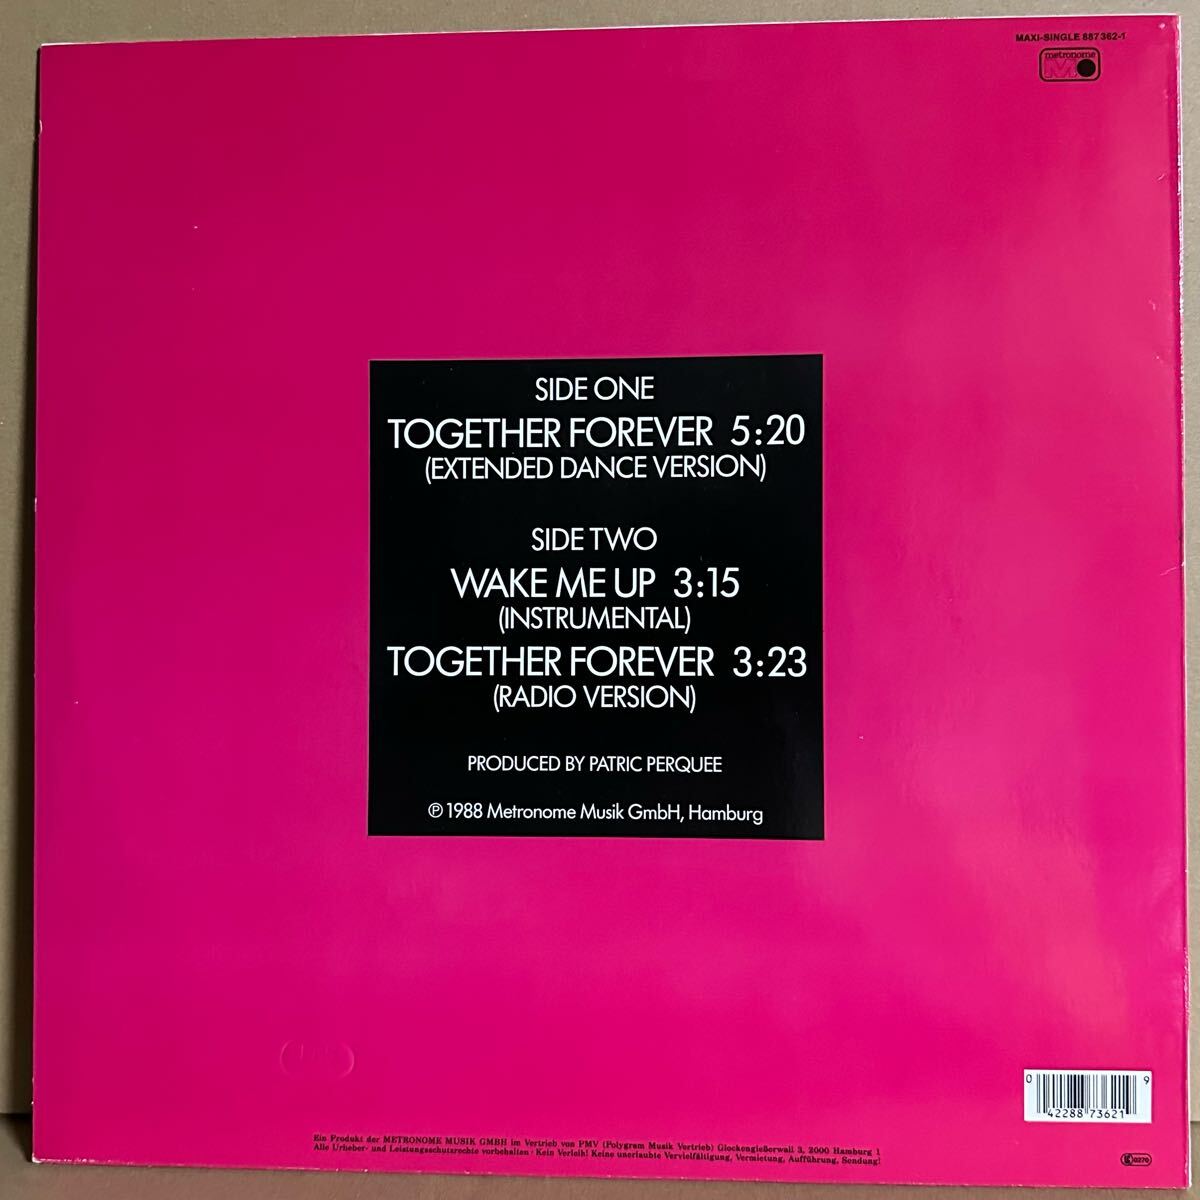 MAXI-SINGLE 887 362-1
metronome
SIDE ONE
TOGETHER FOREVER 5:20
(EXTENDED DANCE VERSION)
SIDE TWO
WAKE ME UP 3:15
(INSTRUMENTAL)
TOGETHER FOREVER 3:23
(RADIO VERSION)
PRODUCED BY PATRIC PERQUEE
℗ 1988 Metronome Musik GmbH, Hamburg
0 42288 73621 9
Ein Produkt der METRONOME MUSIK GMBH im Vertrieb von PMV (Polygram Musik Vertrieb) Glockengießerwall 3, 2000 Hamburg 1
Alle Urheber- und Leistungsschutzrechte vorbehalten · Kein Verleih! Keine unerlaubte Vervielfältigung, Vermietung, Aufführung, Sendung!
0270